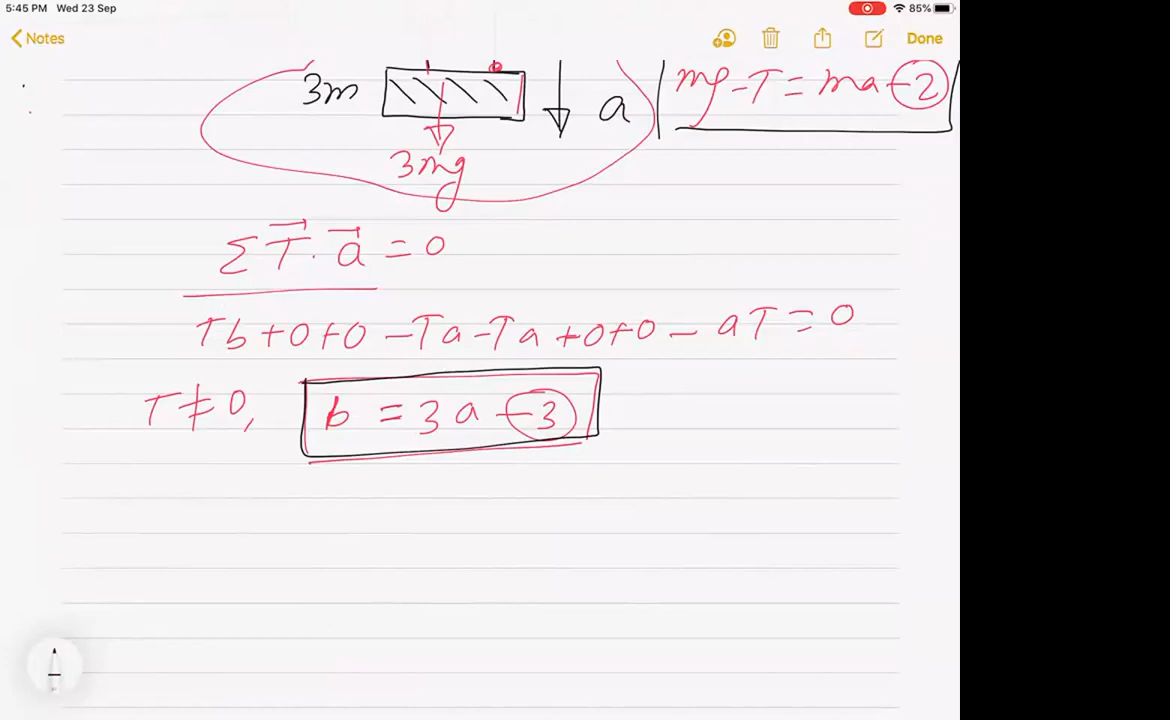 5:45 PM Wed 23 Sep
85%
Notes
Done
3m
a
mg - T = ma - 2
3mg
Σ T⃗ . a⃗ = 0
Tb + 0 + 0 - Ta - Ta + 0 + 0 - aT = 0
T ≠ 0, b = 3a - 3